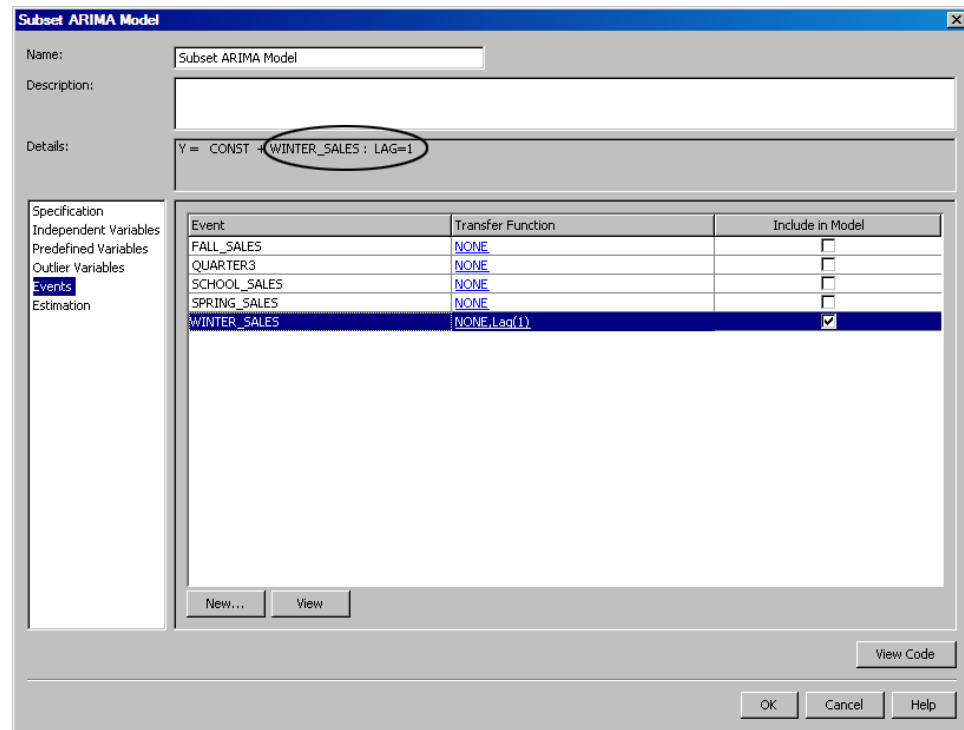 Subset ARIMA Model
Name:
Subset ARIMA Model
Description:
Details:
Y = CONST + WINTER_SALES : LAG=1
Specification
Independent Variables
Predefined Variables
Outlier Variables
Events
Estimation
Event Transfer Function Include in Model
FALL_SALES NONE
QUARTER3 NONE
SCHOOL_SALES NONE
SPRING_SALES NONE
WINTER_SALES NONE,Lag(1)
New... View
View Code
OK Cancel Help